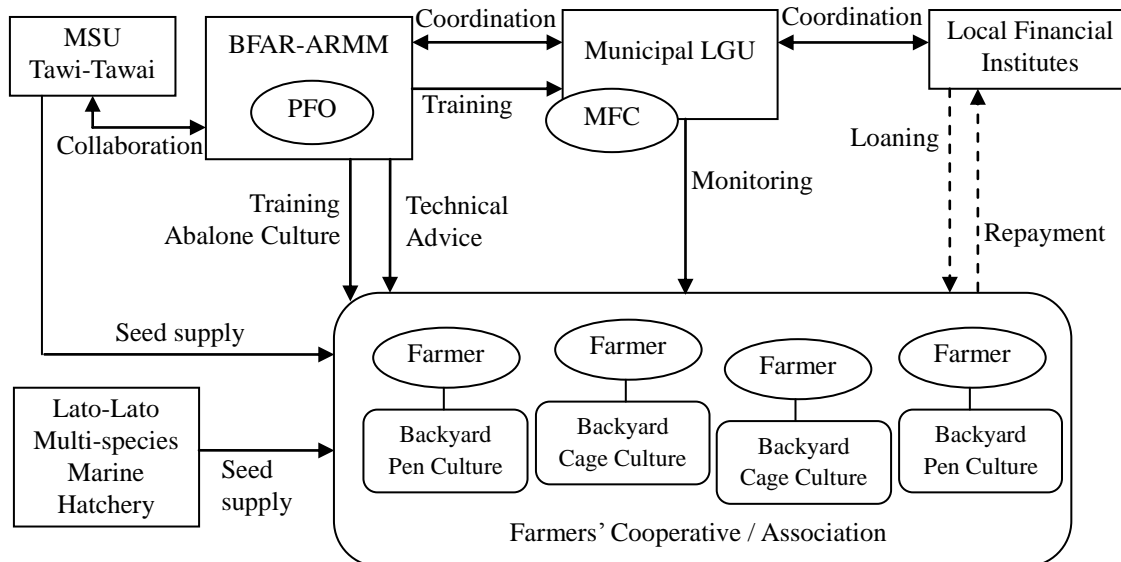 MSU
Tawi-Tawai
BFAR-ARMM
PFO
Coordination
Municipal LGU
MFC
Coordination
Local Financial
Institutes
Collaboration
Training
Loaning
Training
Abalone Culture
Technical
Advice
Monitoring
Repayment
Seed supply
Lato-Lato
Multi-species
Marine
Hatchery
Seed
supply
Farmer
Farmer
Farmer
Farmer
Backyard
Pen Culture
Backyard
Cage Culture
Backyard
Cage Culture
Backyard
Pen Culture
Farmers’ Cooperative / Association